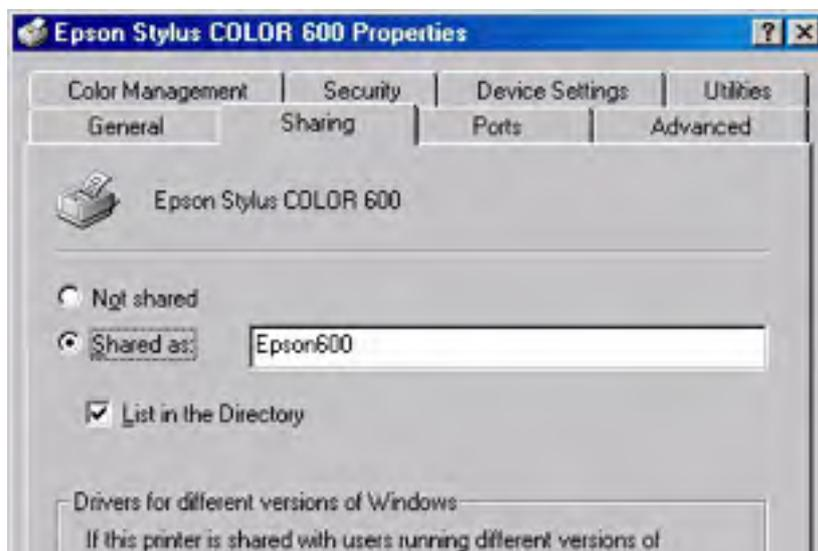 Epson Stylus COLOR 600 Properties
Color Management Security Device Settings Utilities
General Sharing Ports Advanced
Epson Stylus COLOR 600
Not shared
Shared as: Epson600
List in the Directory
Drivers for different versions of Windows
If this printer is shared with users running different versions of